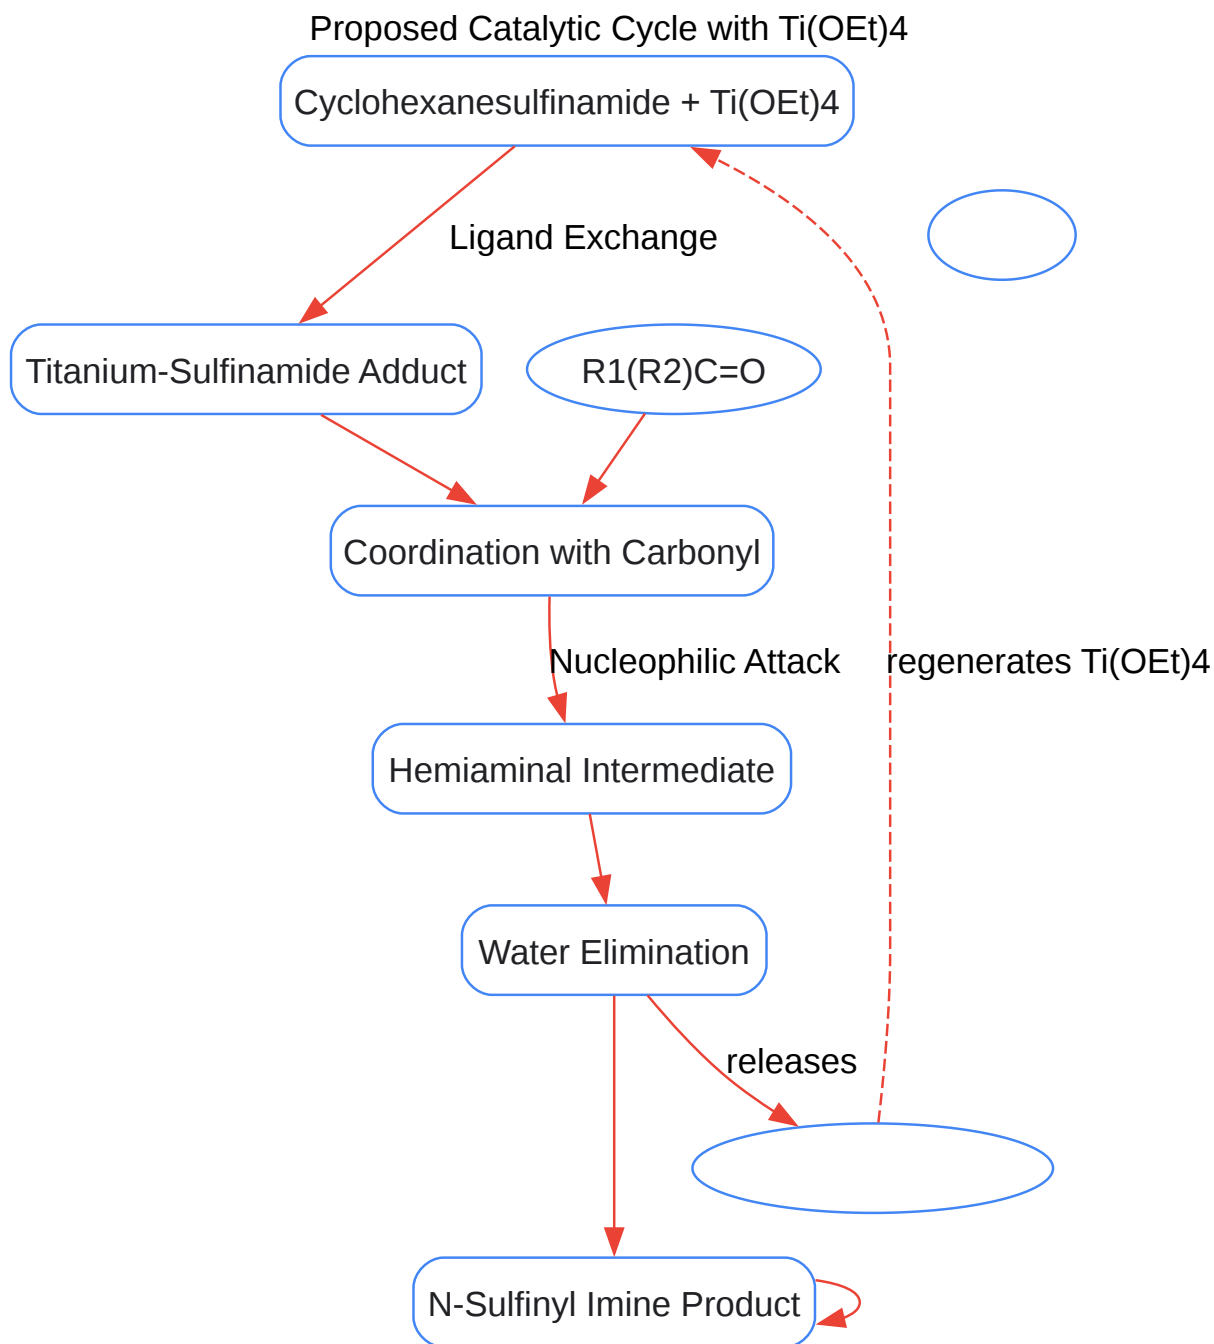 Proposed Catalytic Cycle with Ti(OEt)4
Cyclohexanesulfinamide + Ti(OEt)4
Ligand Exchange
Titanium-Sulfinamide Adduct
R1(R2)C=O
Coordination with Carbonyl
Nucleophilic Attack
regenerates Ti(OEt)4
Hemiaminal Intermediate
Water Elimination
releases
N-Sulfinyl Imine Product